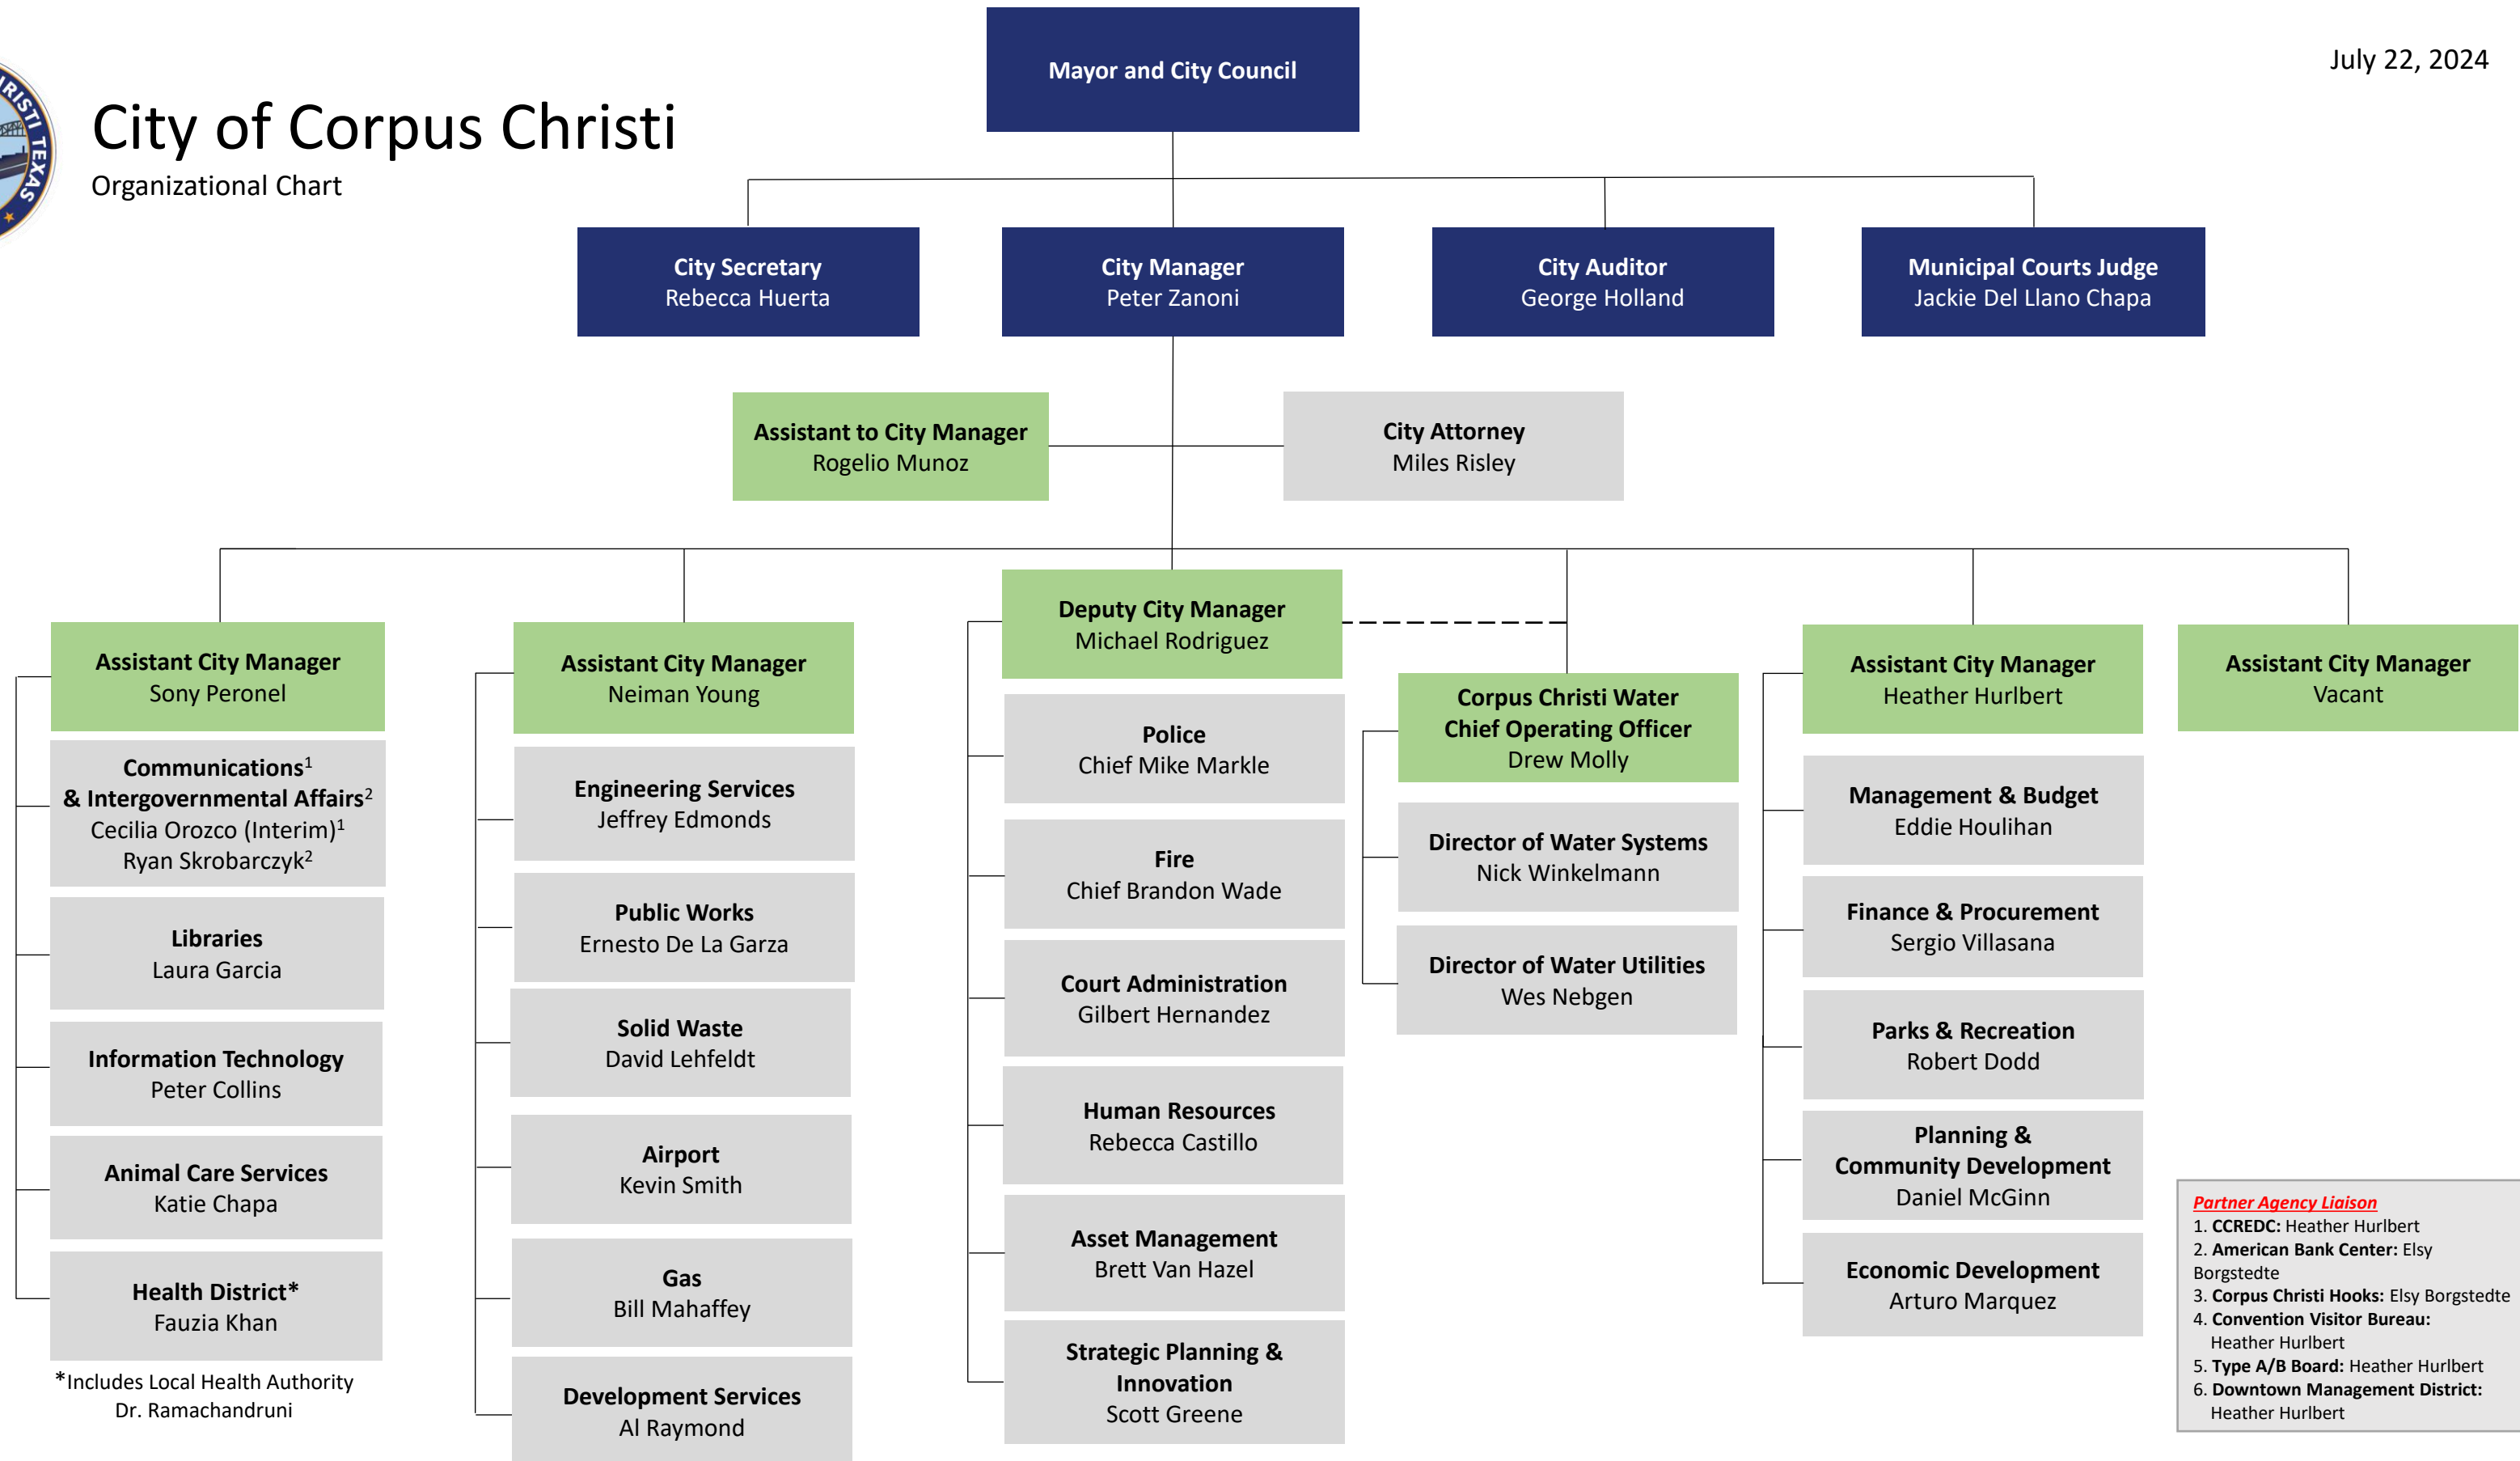 July 22, 2024
CHRISTI TEXAS
City of Corpus Christi
Organizational Chart
Mayor and City Council
City Secretary
Rebecca Huerta
City Manager
Peter Zanoni
City Auditor
George Holland
Municipal Courts Judge
Jackie Del Llano Chapa
Assistant to City Manager
Rogelio Munoz
City Attorney
Miles Risley
Assistant City Manager
Sony Peronel
Communications¹
& Intergovernmental Affairs²
Cecilia Orozco (Interim)¹
Ryan Skrobarczyk²
Libraries
Laura Garcia
Information Technology
Peter Collins
Animal Care Services
Katie Chapa
Health District*
Fauzia Khan
*Includes Local Health Authority
Dr. Ramachandruni
Assistant City Manager
Neiman Young
Engineering Services
Jeffrey Edmonds
Public Works
Ernesto De La Garza
Solid Waste
David Lehfeldt
Airport
Kevin Smith
Gas
Bill Mahaffey
Development Services
Al Raymond
Deputy City Manager
Michael Rodriguez
Police
Chief Mike Markle
Fire
Chief Brandon Wade
Court Administration
Gilbert Hernandez
Human Resources
Rebecca Castillo
Asset Management
Brett Van Hazel
Strategic Planning &
Innovation
Scott Greene
Corpus Christi Water
Chief Operating Officer
Drew Molly
Director of Water Systems
Nick Winkelmann
Director of Water Utilities
Wes Nebgen
Assistant City Manager
Heather Hurlbert
Management & Budget
Eddie Houlihan
Finance & Procurement
Sergio Villasana
Parks & Recreation
Robert Dodd
Planning &
Community Development
Daniel McGinn
Economic Development
Arturo Marquez
Assistant City Manager
Vacant
Partner Agency Liaison
1. CCREDC: Heather Hurlbert
2. American Bank Center: Elsy
Borgstedte
3. Corpus Christi Hooks: Elsy Borgstedte
4. Convention Visitor Bureau:
Heather Hurlbert
5. Type A/B Board: Heather Hurlbert
6. Downtown Management District:
Heather Hurlbert